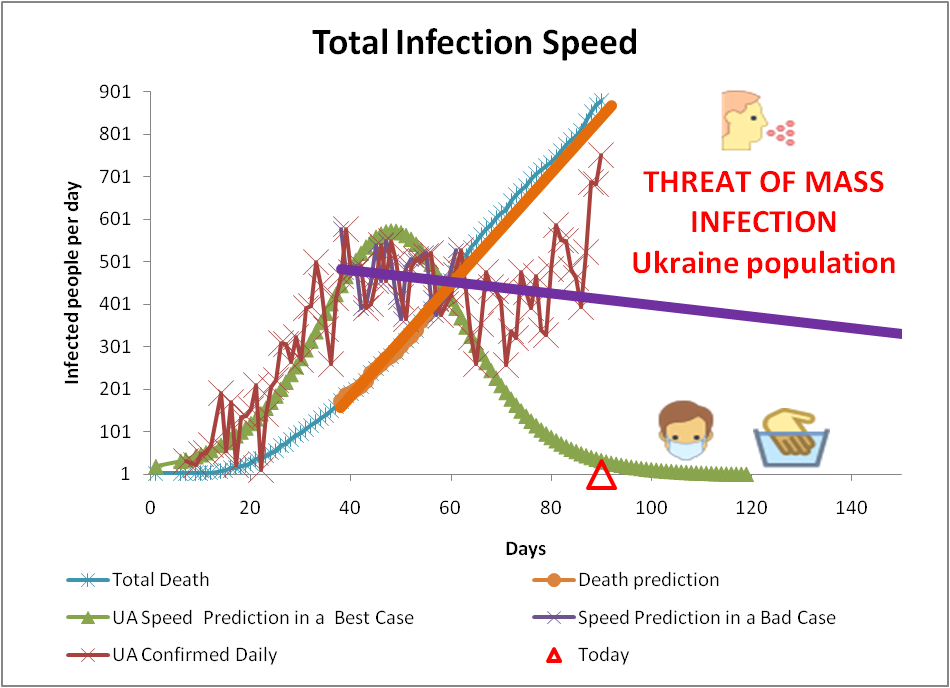 Total Infection Speed
901
801
701
601
501
401
301
201
101
1
Infected people per day
THREAT OF MASS
INFECTION
Ukraine population
0 20 40 60 80 100 120 140
Days
Total Death
Death prediction
UA Speed Prediction in a Best Case
Speed Prediction in a Bad Case
UA Confirmed Daily
Today